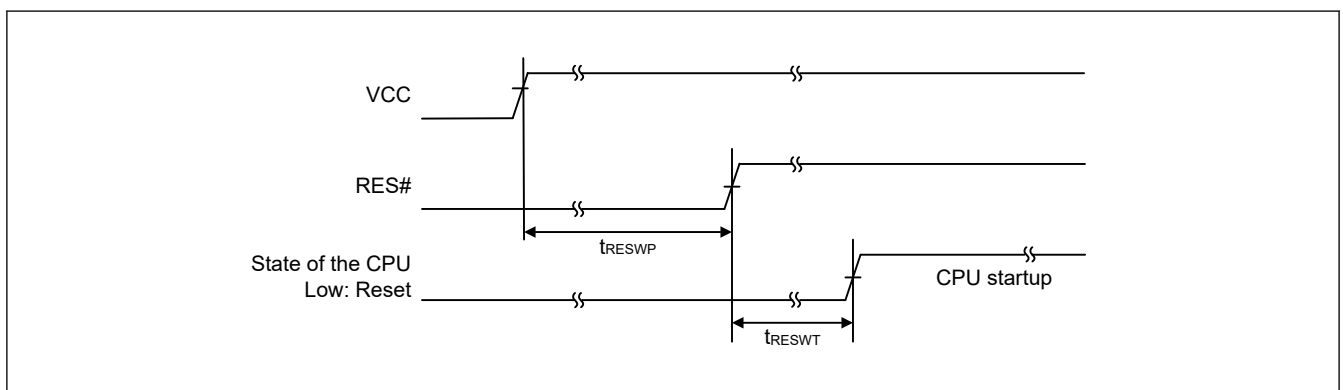 VCC
RES#
tRESWP
State of the CPU
Low: Reset
CPU startup
tRESWT